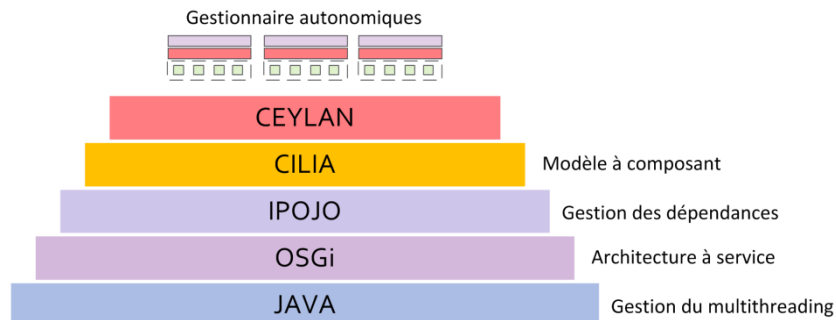 Gestionnaire autonomiques
CEYLAN
CILIA
Modèle à composant
IPOJO
Gestion des dépendances
OSGi
Architecture à service
JAVA
Gestion du multithreading